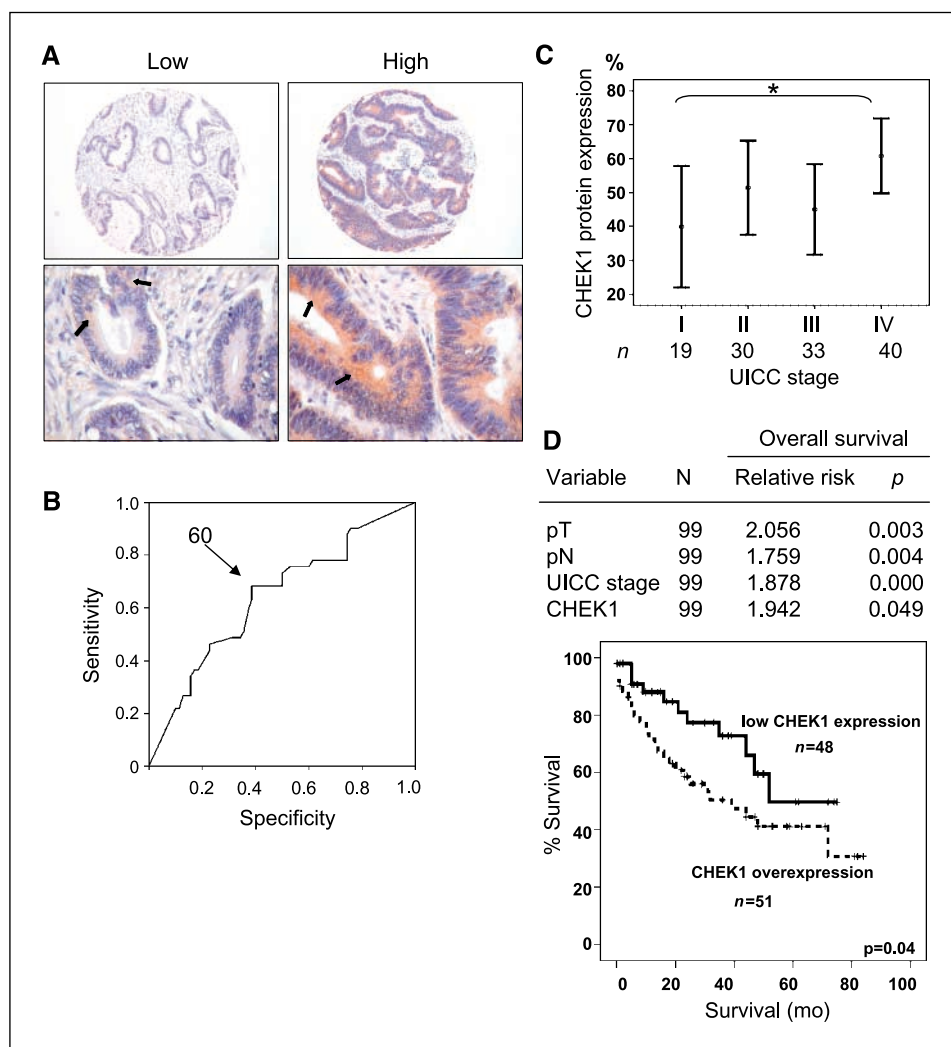 A
Low High
B
60
1.0
0.8
0.6
0.4
0.2
0
Sensitivity
0.2 0.4 0.6 0.8 1.0
Specificity
C
%
80
70
60
50
40
30
20
CHEK1 protein expression
*
I II III IV
n 19 30 33 40
UICC stage
D
Overall survival
Variable N Relative risk p
pT 99 2.056 0.003
pN 99 1.759 0.004
UICC stage 99 1.878 0.000
CHEK1 99 1.942 0.049
100
80
60
40
20
0
% Survival
low CHEK1 expression
n=48
CHEK1 overexpression
n=51
p=0.04
0 20 40 60 80 100
Survival (mo)